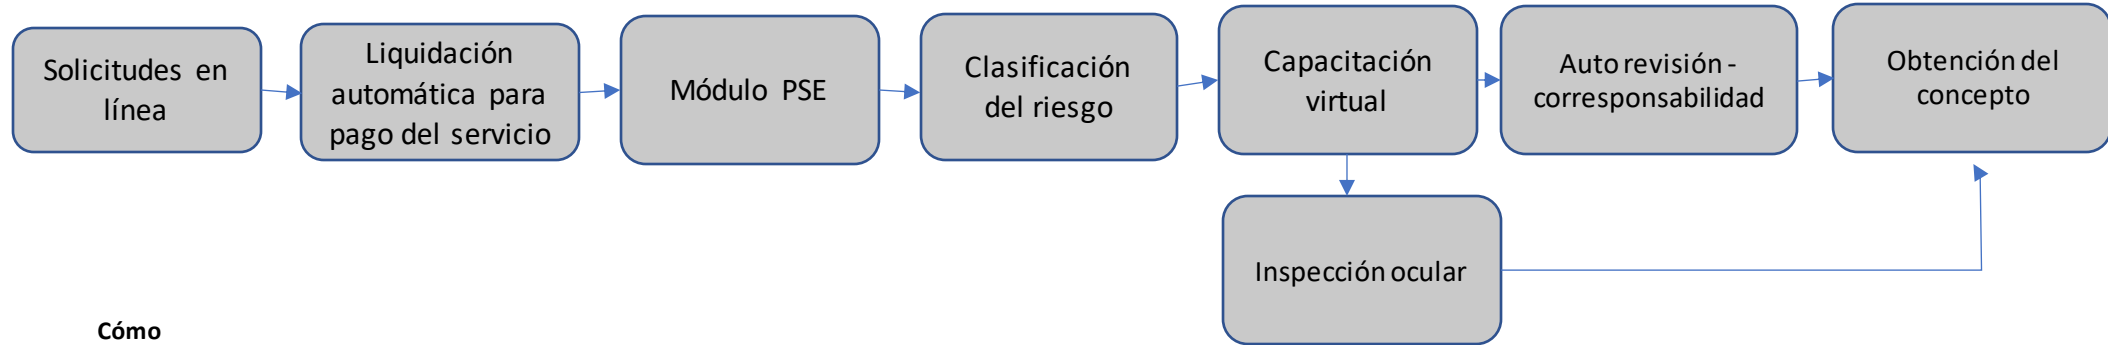 Solicitudes en
línea
Liquidación
automática para
pago del servicio
Módulo PSE
Clasificación
del riesgo
Capacitación
virtual
Auto revisión -
corresponsabilidad
Obtención del
concepto
Inspección ocular
Cómo